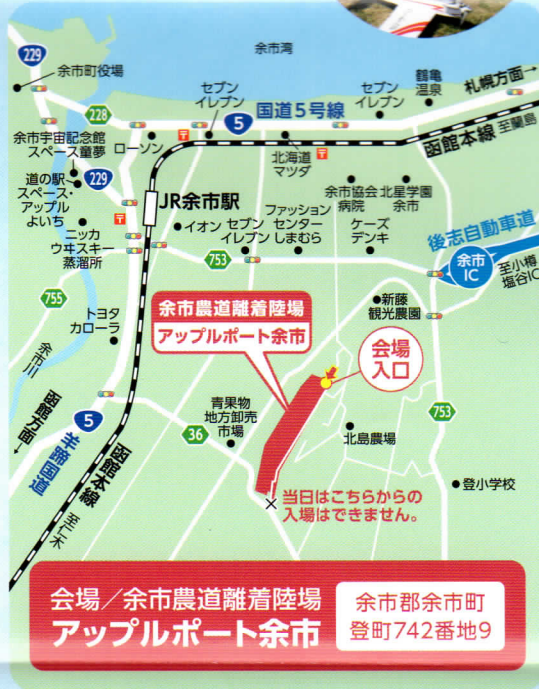 余市湾
229
余市町役場
228
セブン
イレブン
国道5号線
5
セブン
イレブン
鶴亀
温泉
札幌方面→
函館本線
至蘭島
余市宇宙記念館
スペース童夢
ローソン
〒
北海道
マツダ
〒
道の駅
スペース・
アップル
よいち
229
〒
JR余市駅
余市協会
病院
北星学園
余市
ニッカ
ウヰスキー
蒸溜所
イオン
セブン
イレブン
ファッション
センター
しまむら
ケーズ
デンキ
後志自動車道
余市
IC
至小樽
塩谷IC
753
755
トヨタ
カローラ
余市農道離着陸場
アップルポート余市
新藤
観光農園
会場
入口
余市川
函館方面
5
羊蹄国道
函館本線
至仁木
青果物
地方卸売
市場
36
北島農場
753
登小学校
当日はこちらからの
入場はできません。
会場/余市農道離着陸場
アップルポート余市
余市郡余市町
登町742番地9